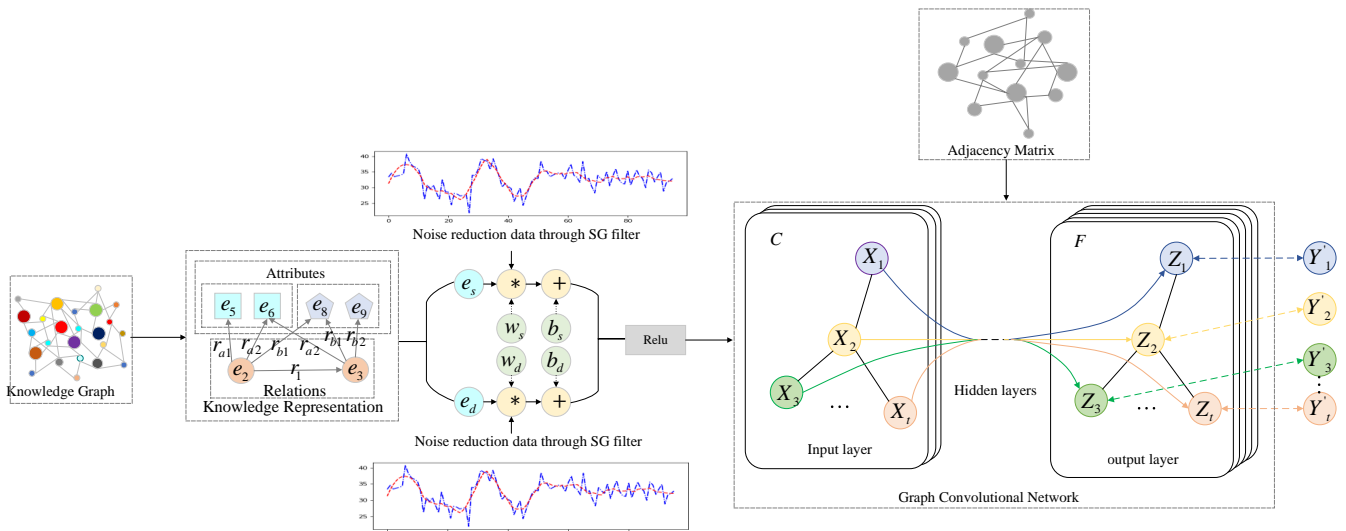 Adjacency Matrix
40
35
30
25
0
20
40
60
80
Noise reduction data through SG filter
Knowledge Graph
Attributes
e5 e6 e8 e9
ra1 ra2 rb1 ra2 rb1 rb2
e2 r1 e3
Relations
Knowledge Representation
es * +
ws bs
wd bd
ed * +
Noise reduction data through SG filter
40
35
30
25
Relu
C
X1
X2
X3
...
Xt
Input layer
Hidden layers
F
Z1
Z2
Z3
...
Zt
output layer
Graph Convolutional Network
Y'1
Y'2
Y'3
⋮
Y't